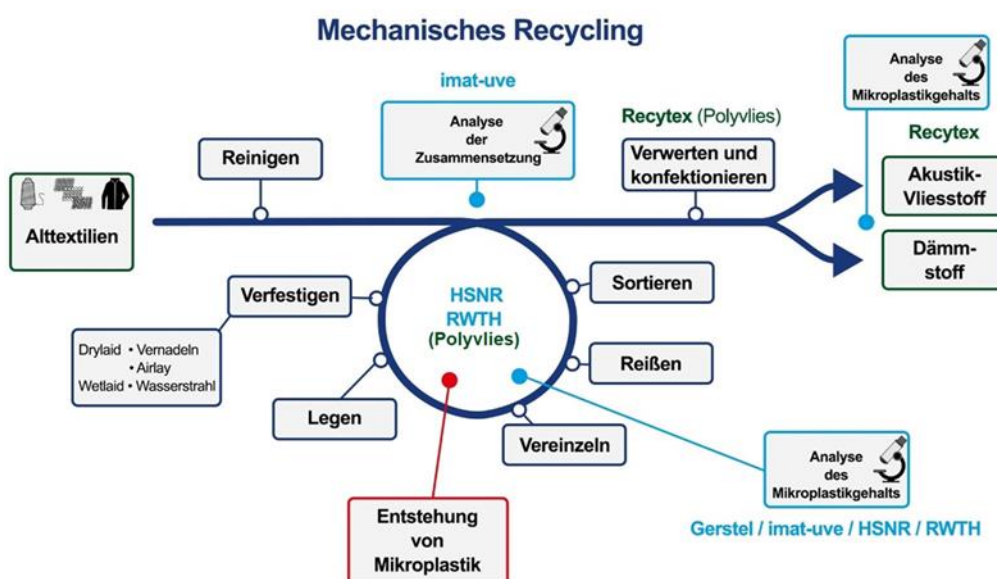 Mechanisches Recycling
imat-uve
Analyse
der
Zusammensetzung
Recytex (Polyvlies)
Verwerten und
konfektionieren
Analyse
des
Mikroplastikgehalts
Recytex
Akustik-
Vliesstoff
Dämm-
stoff
Reinigen
Alttextilien
Verfestigen
Drylaid • Vernadeln
• Airlay
Wetlaid • Wasserstrahl
Legen
HSNR
RWTH
(Polyvlies)
Sortieren
Reißen
Vereinzeln
Entstehung
von
Mikroplastik
Analyse
des
Mikroplastikgehalts
Gerstel / imat-uve / HSNR / RWTH